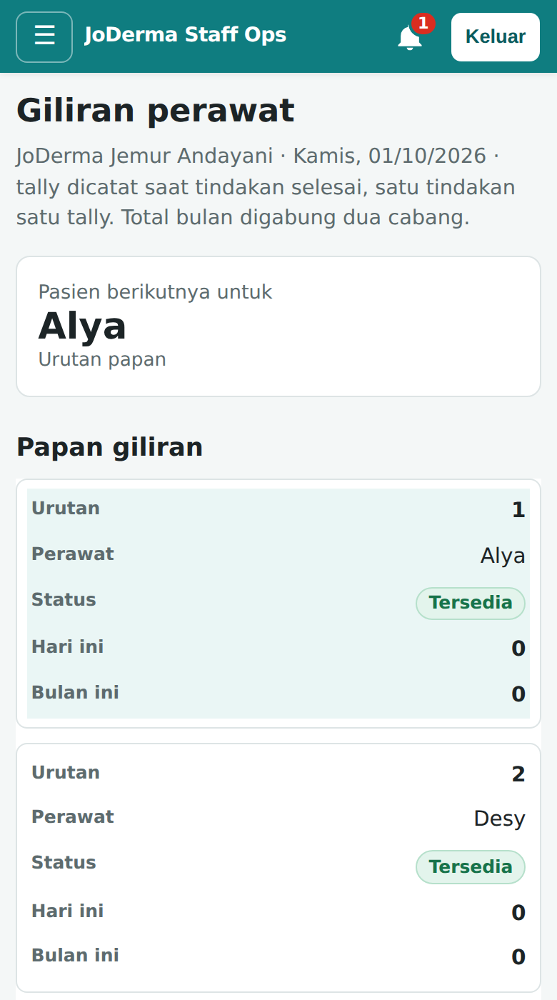 ☰ JoDerma Staff Ops 1 Keluar
Giliran perawat
JoDerma Jemur Andayani · Kamis, 01/10/2026 ·
tally dicatat saat tindakan selesai, satu tindakan
satu tally. Total bulan digabung dua cabang.
Pasien berikutnya untuk
Alya
Urutan papan
Papan giliran
Urutan 1
Perawat Alya
Status Tersedia
Hari ini 0
Bulan ini 0
Urutan 2
Perawat Desy
Status Tersedia
Hari ini 0
Bulan ini 0